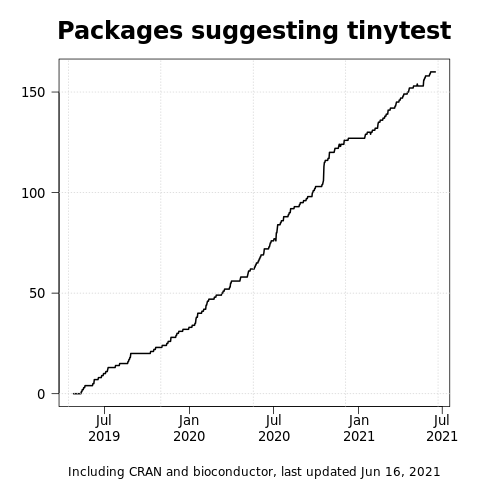 Packages suggesting tinytest
150
100
50
0
Jul Jan Jul Jan Jul
2019 2020 2020 2021 2021
Including CRAN and bioconductor, last updated Jun 16, 2021